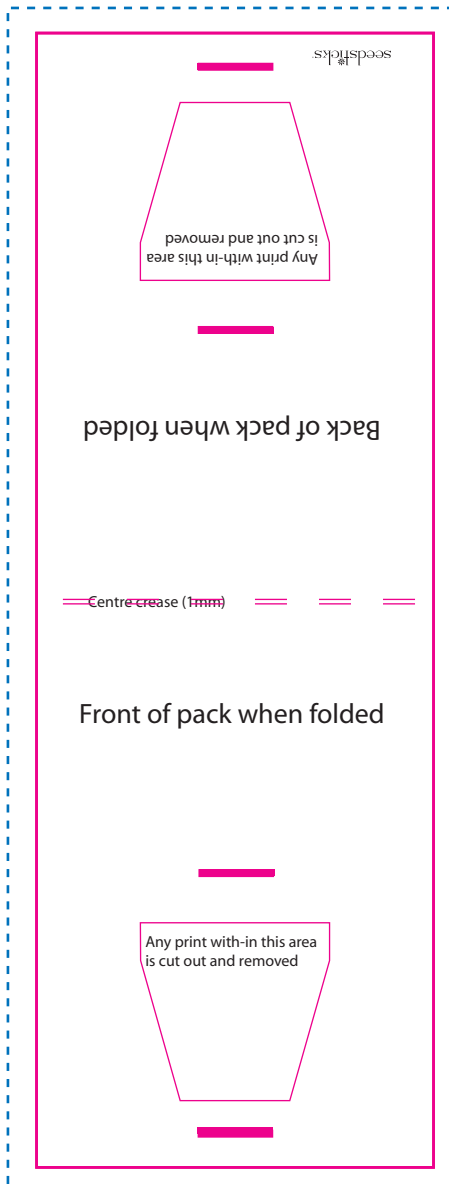 seedsticks
Any print with-in this area
is cut out and removed
Back of pack when folded
Centre crease (1mm)
Front of pack when folded
Any print with-in this area
is cut out and removed